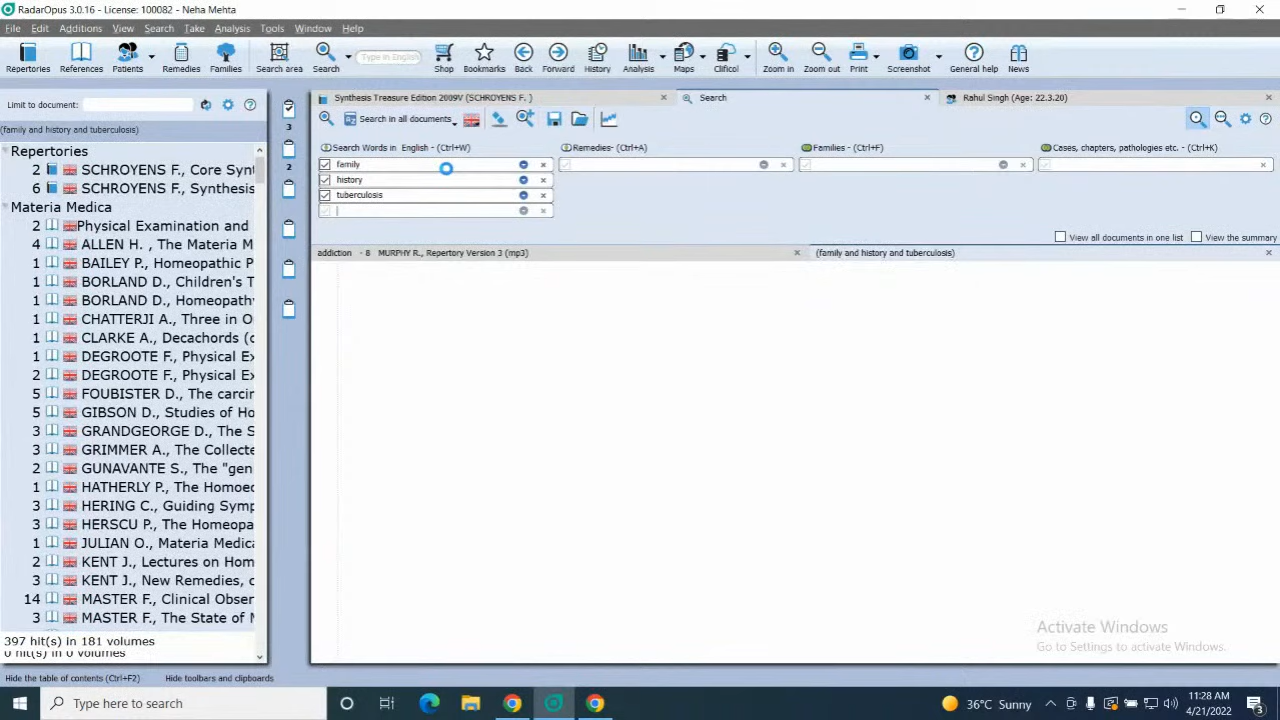 RadarOpus 3.0.16 - License: 100082 - Neha Mehta
File Edit Additions View Search Take Analysis Tools Window Help
Repertories References Patients Remedies Families Search area Search Type in English Shop Bookmarks Back Forward History Analysis Maps Clificol Zoom in Zoom out Print Screenshot General help News
Limit to document:
(family and history and tuberculosis)
Repertories
2 SCHROYENS F., Core Syn
6 SCHROYENS F., Synthesis
Materia Medica
2 Physical Examination and
4 ALLEN H. , The Materia M
1 BAILEY P., Homeopathic P
1 BORLAND D., Children's T
1 BORLAND D., Homeopathy
1 CHATTERJI A., Three in O
1 CLARKE A., Decachords (c
1 DEGROOTE F., Physical Ex
2 DEGROOTE F., Physical Ex
5 FOUBISTER D., The carcin
5 GIBSON D., Studies of Ho
3 GRANDGEORGE D., The S
3 GRIMMER A., The Collecte
2 GUNAVANTE S., The "gen
1 HATHERLY P., The Homoeo
3 HERING C., Guiding Symp
3 HERSCU P., The Homeopa
1 JULIAN O., Materia Medica
2 KENT J., Lectures on Hom
3 KENT J., New Remedies, c
14 MASTER F., Clinical Obser
3 MASTER F., The State of M
397 hit(s) in 181 volumes
0 hit(s) in 0 volumes
3
2
Synthesis Treasure Edition 2009V (SCHROYENS F. ) Search Rahul Singh (Age: 22.3.20)
Search in all documents
Search Words in English - (Ctrl+W) Remedies- (Ctrl+A) Families - (Ctrl+F) Cases, chapters, pathologies etc. - (Ctrl+K)
family
history
tuberculosis
View all documents in one list View the summary
addiction - 8 MURPHY R., Repertory Version 3 (mp3) (family and history and tuberculosis)
Activate Windows
Go to Settings to activate Windows.
Hide the table of contents (Ctrl+F2) Hide toolbars and clipboards
Type here to search
36°C Sunny
11:28 AM
4/21/2022
3